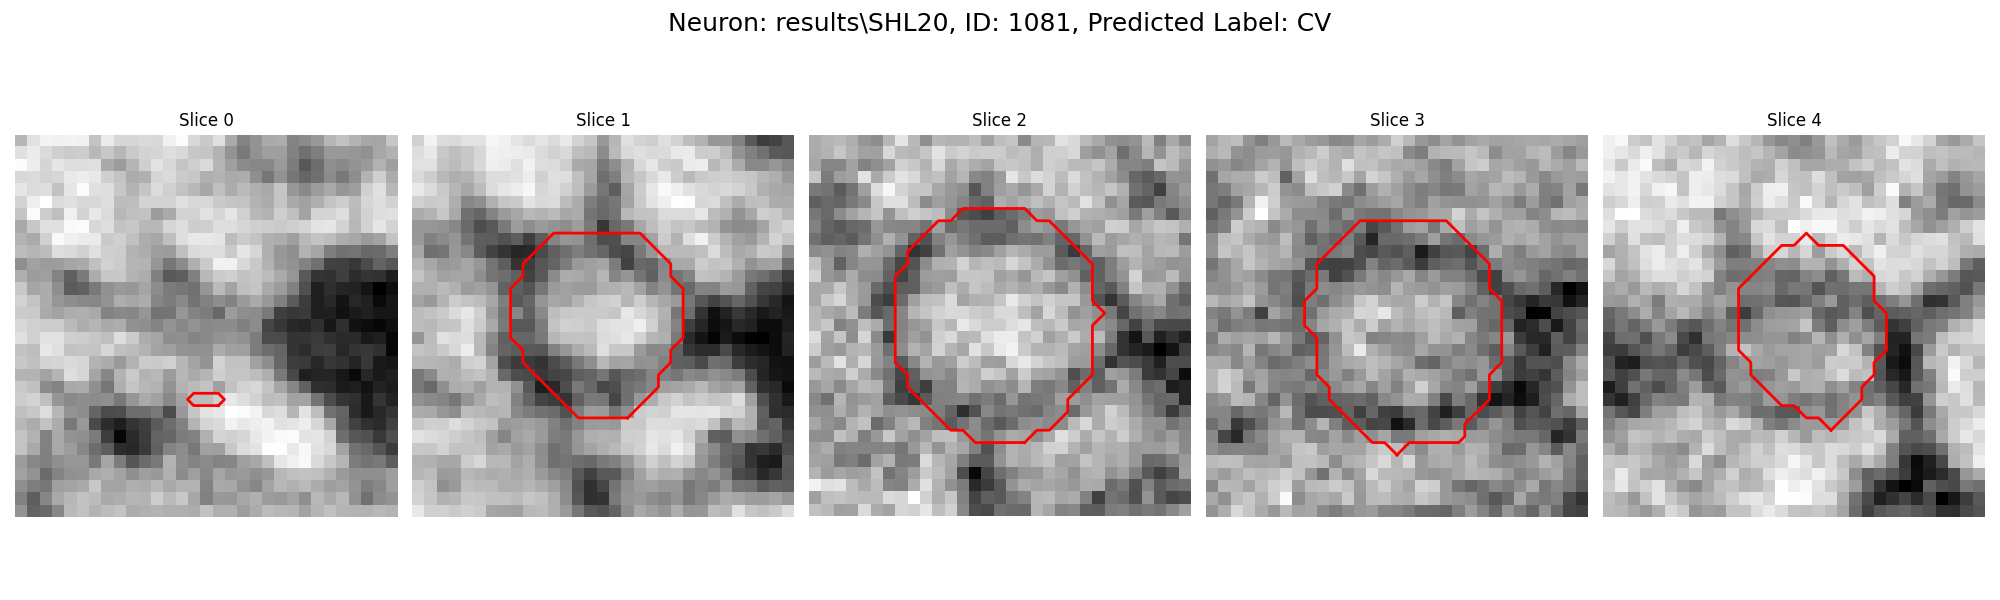 Neuron: results\SHL20, ID: 1081, Predicted Label: CV
Slice 0
Slice 1
Slice 2
Slice 3
Slice 4